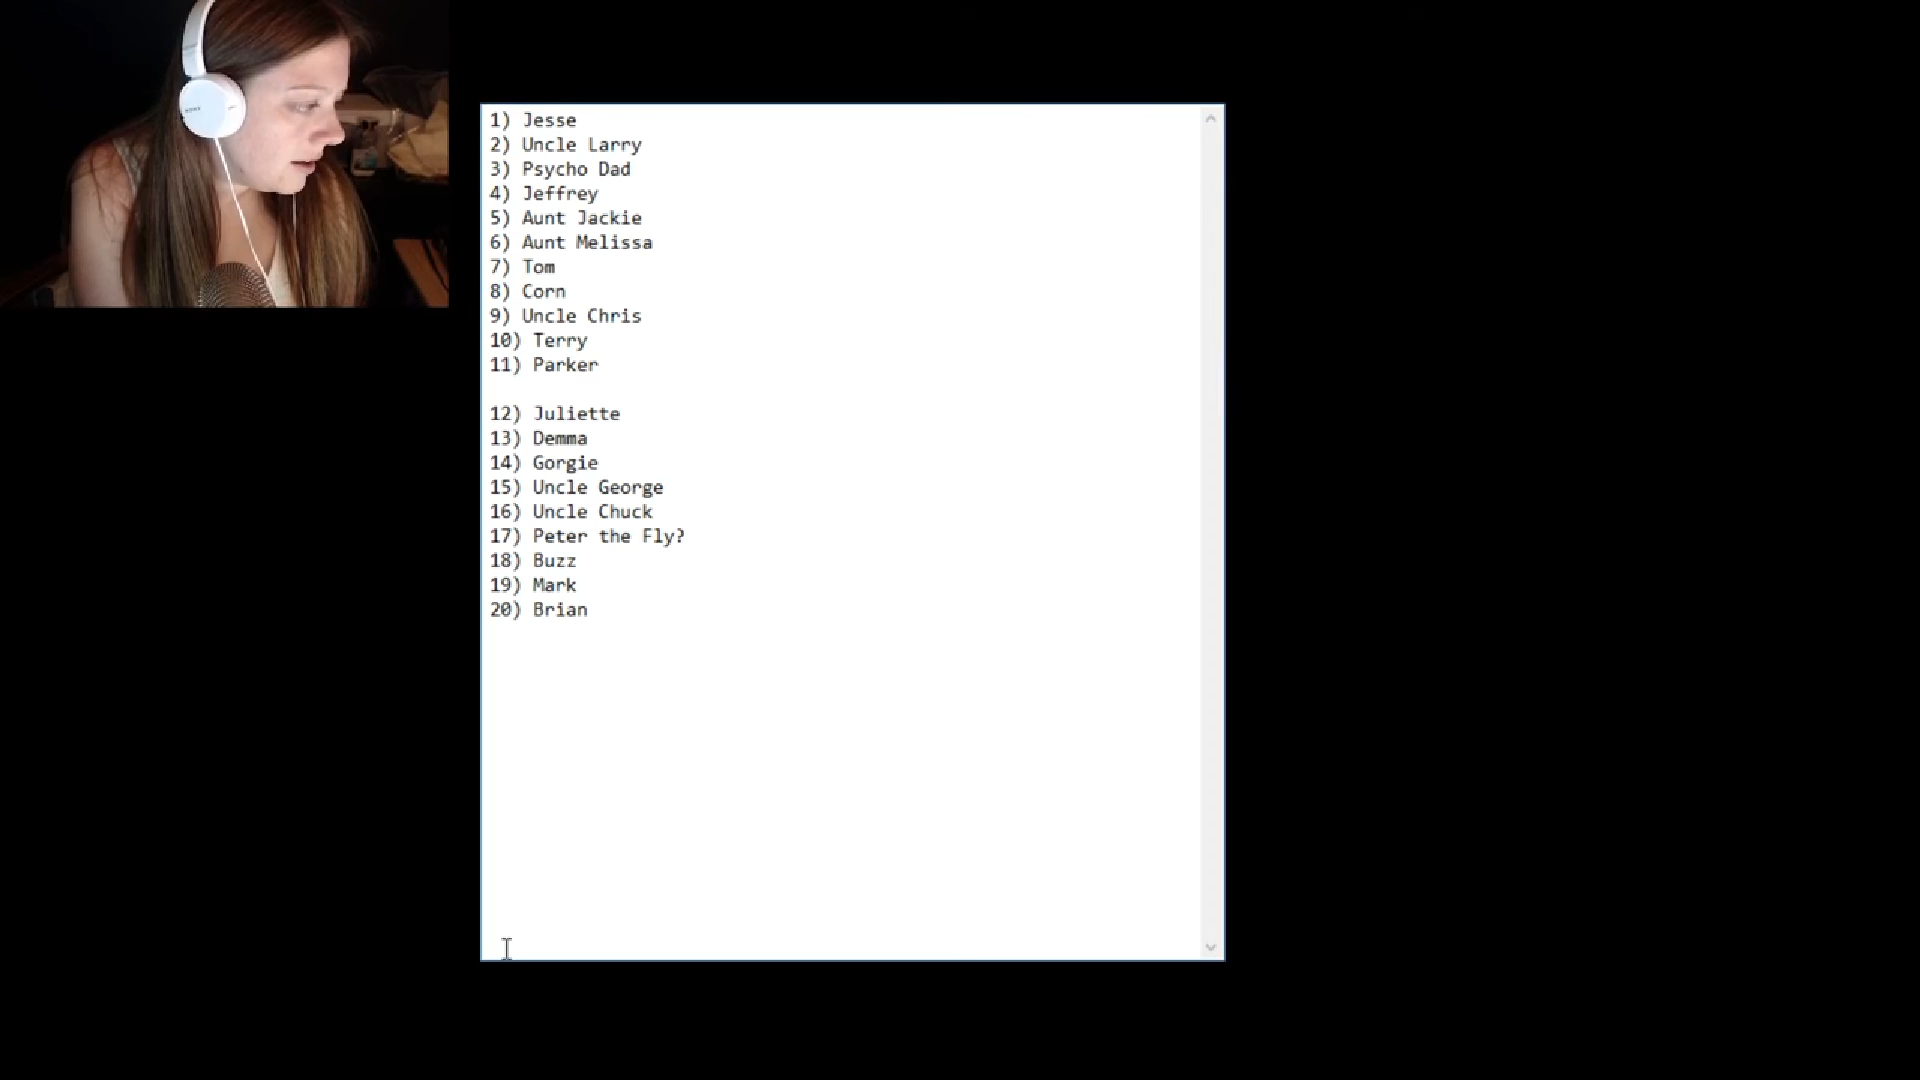 1) Jesse
2) Uncle Larry
3) Psycho Dad
4) Jeffrey
5) Aunt Jackie
6) Aunt Melissa
7) Tom
8) Corn
9) Uncle Chris
10) Terry
11) Parker
12) Juliette
13) Demma
14) Gorgie
15) Uncle George
16) Uncle Chuck
17) Peter the Fly?
18) Buzz
19) Mark
20) Brian